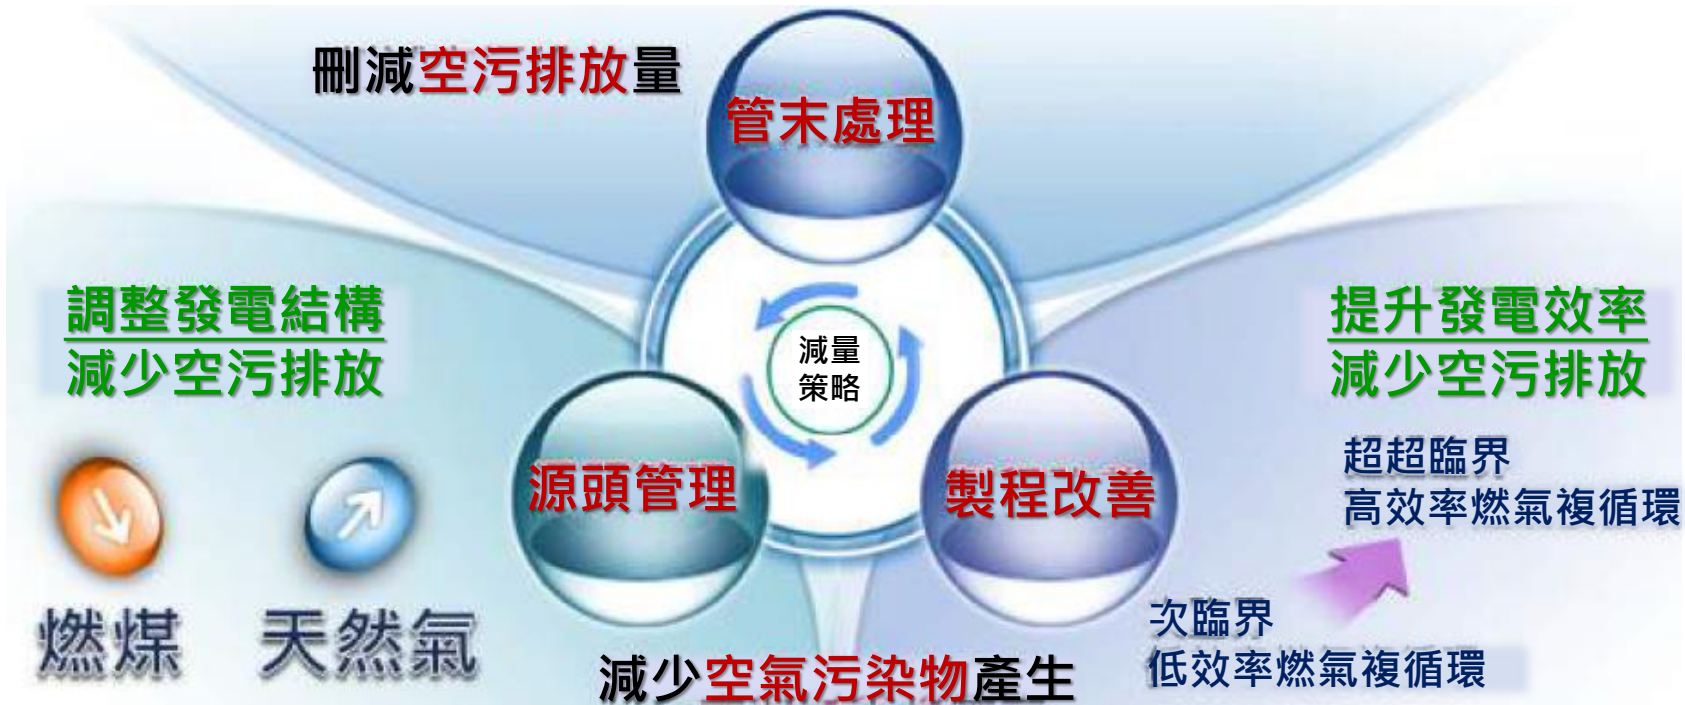 刪減空污排放量
管末處理
調整發電結構
減少空污排放
提升發電效率
減少空污排放
減量
策略
源頭管理
製程改善
超超臨界
高效率燃氣複循環
次臨界
低效率燃氣複循環
燃煤
天然氣
減少空氣污染物產生